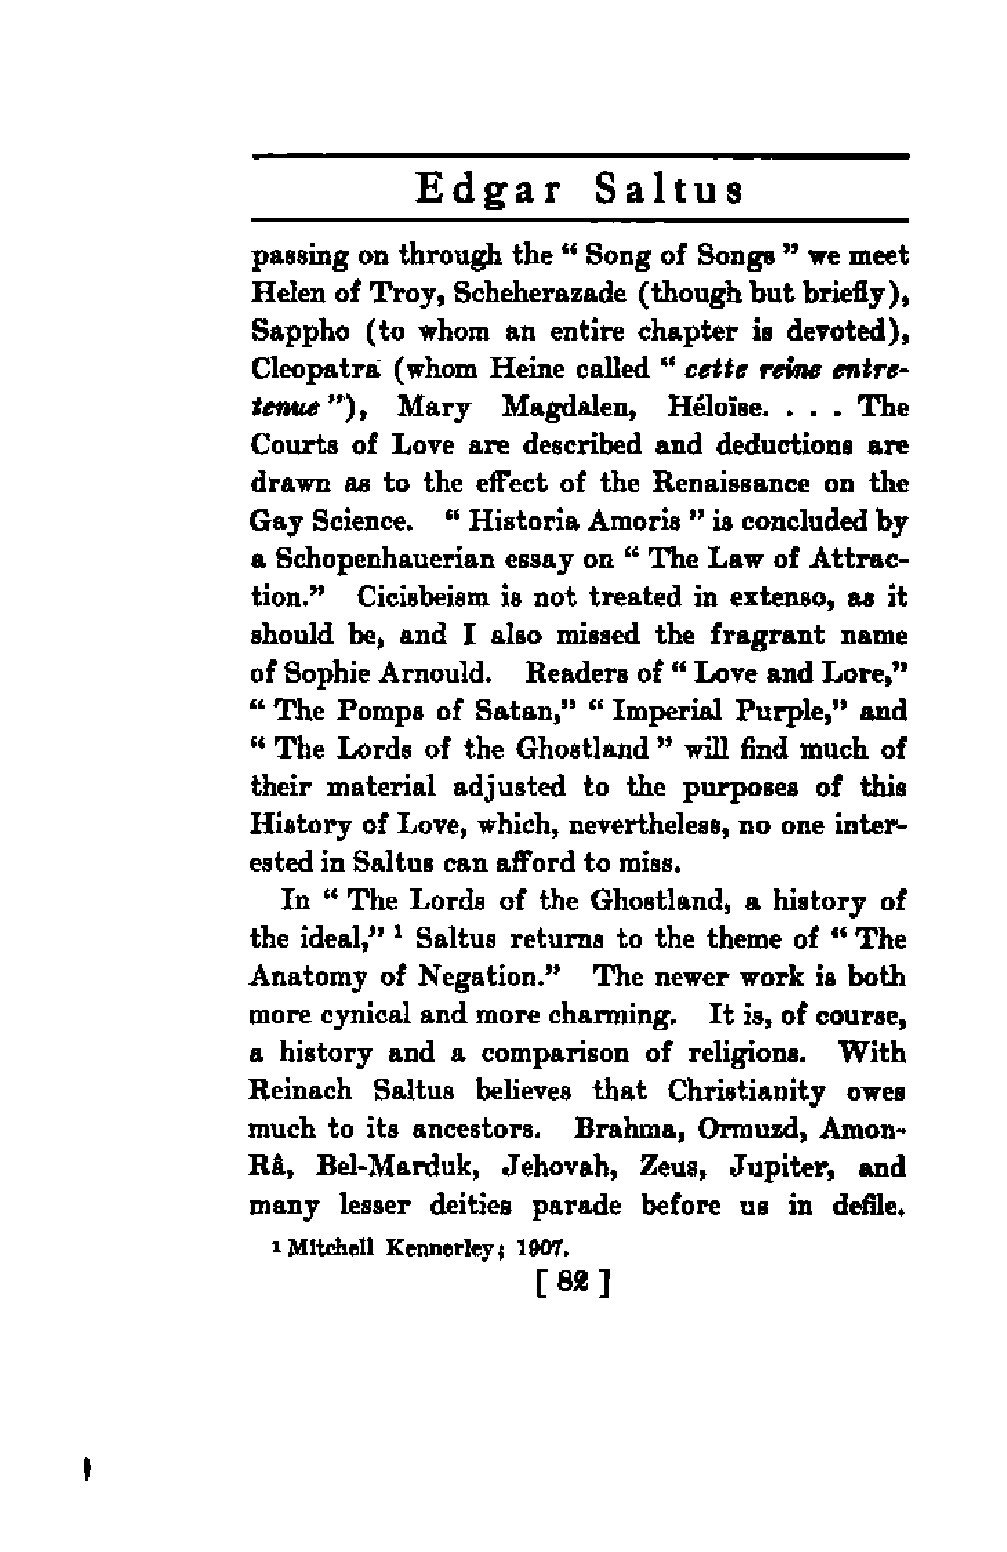 Edgar Saltus
passing on through the “ Song of Songs ” we meet
Helen of Troy, Scheherazade (though but briefly),
Sappho (to whom an entire chapter is devoted),
Cleopatra (whom Heine called “ cette reine entre-
tenue ”), Mary Magdalen, Héloïse. . . . The
Courts of Love are described and deductions are
drawn as to the effect of the Renaissance on the
Gay Science. “ Historia Amoris ” is concluded by
a Schopenhauerian essay on “ The Law of Attrac-
tion.” Cicisbeism is not treated in extenso, as it
should be, and I also missed the fragrant name
of Sophie Arnould. Readers of “ Love and Lore,”
“ The Pomps of Satan,” “ Imperial Purple,” and
“ The Lords of the Ghostland ” will find much of
their material adjusted to the purposes of this
History of Love, which, nevertheless, no one inter-
ested in Saltus can afford to miss.
In “ The Lords of the Ghostland, a history of
the ideal,” ¹ Saltus returns to the theme of “ The
Anatomy of Negation.” The newer work is both
more cynical and more charming. It is, of course,
a history and a comparison of religions. With
Reinach Saltus believes that Christianity owes
much to its ancestors. Brahma, Ormuzd, Amon-
Râ, Bel-Marduk, Jehovah, Zeus, Jupiter, and
many lesser deities parade before us in defile.
¹ Mitchell Kennerley; 1907.
[ 82 ]